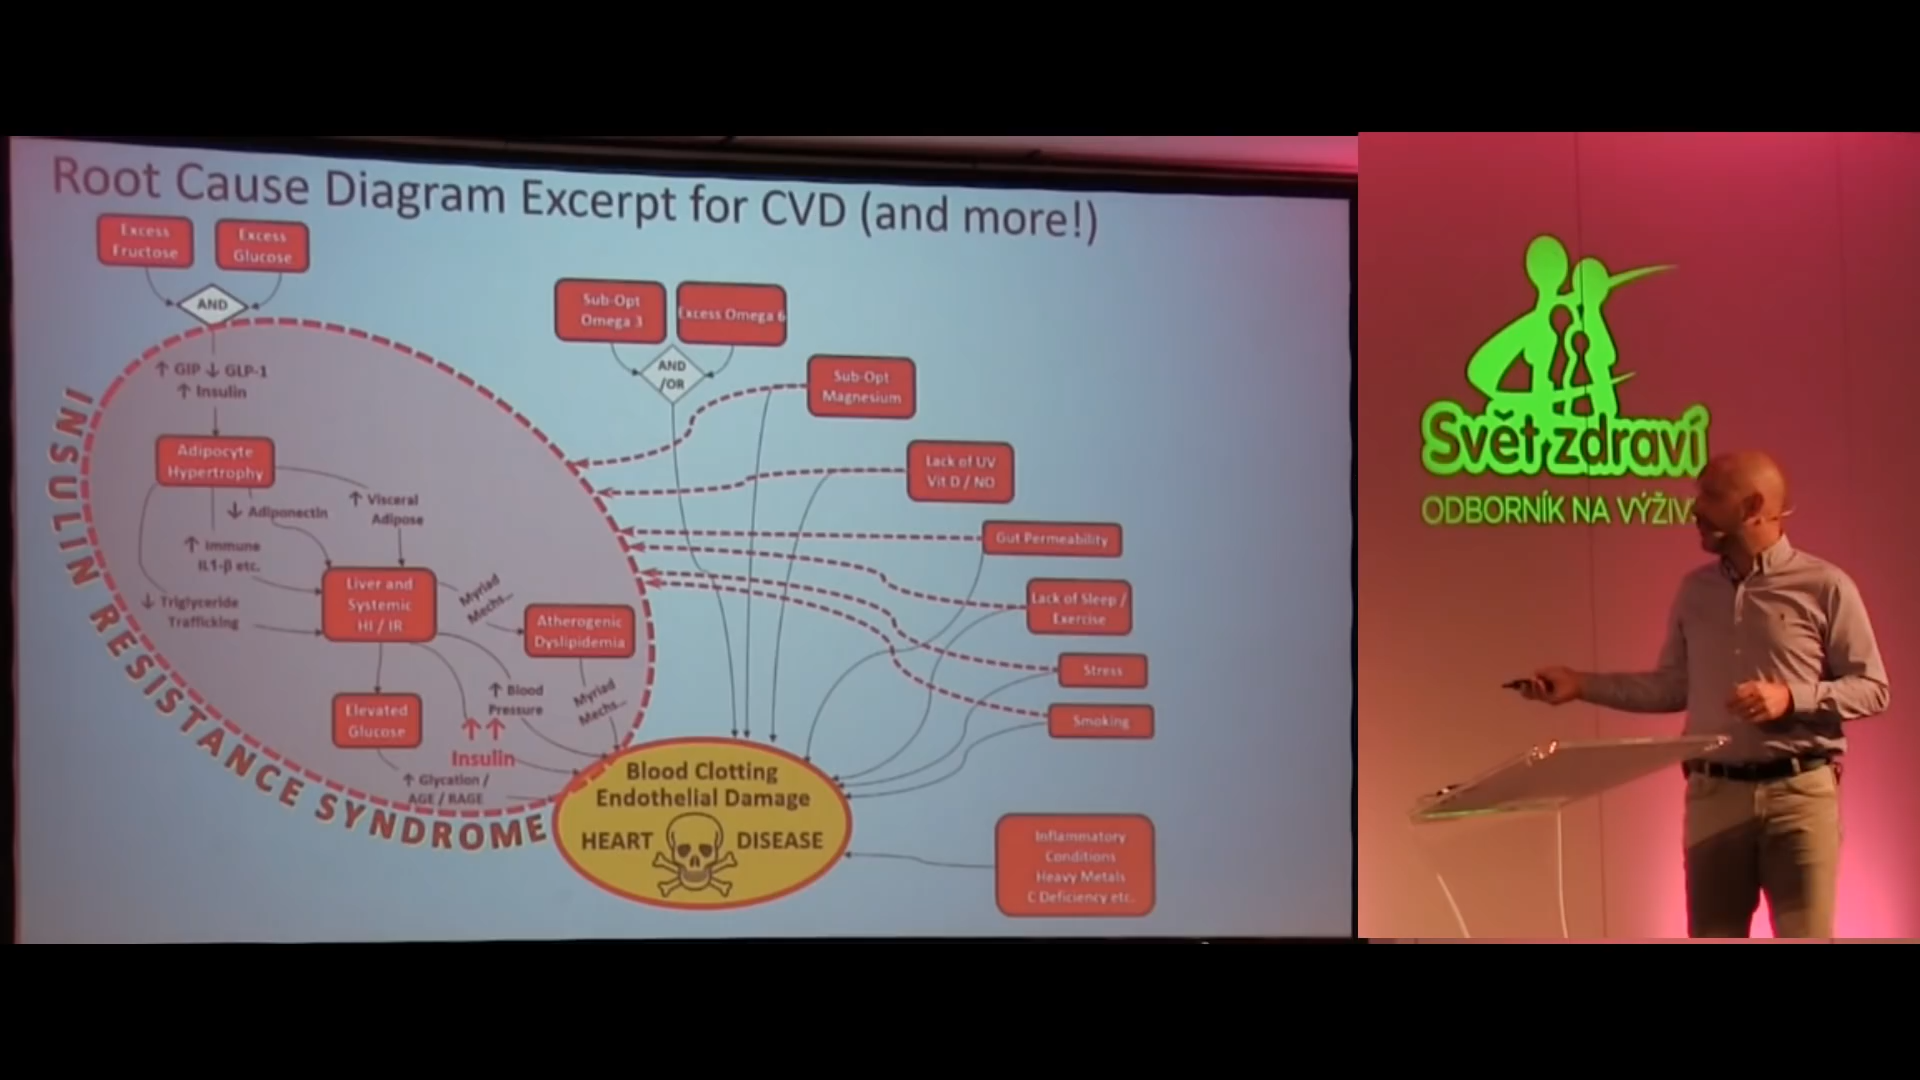 Root Cause Diagram Excerpt for CVD (and more!)
Excess
Fructose
Excess
Glucose
AND
↑ GIP ↓ GLP-1
↑ Insulin
Adipocyte
Hypertrophy
↓ Adiponectin
↑ Visceral
Adipose
↑ Immune
IL1-β etc.
↓ Triglyceride
Trafficking
Liver and
Systemic
HI / IR
Myriad
Mechs...
Atherogenic
Dyslipidemia
Elevated
Glucose
↑ Blood
Pressure
Myriad
Mechs...
↑↑
Insulin
↑ Glycation /
AGE / RAGE
INSULIN RESISTANCE SYNDROME
Sub-Opt
Omega 3
Excess Omega 6
AND
/OR
Sub-Opt
Magnesium
Lack of UV
Vit D / NO
Gut Permeability
Lack of Sleep /
Exercise
Stress
Smoking
Blood Clotting
Endothelial Damage
HEART DISEASE
Inflammatory
Conditions
Heavy Metals
C Deficiency etc.
Svět zdraví
ODBORNÍK NA VÝŽIV